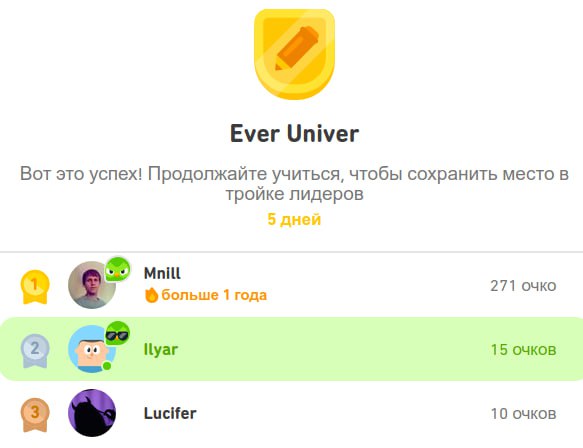 Ever Univer
Вот это успех! Продолжайте учиться, чтобы сохранить место в
тройке лидеров
5 дней
1 Mnill 271 очко
больше 1 года
2 Ilyar 15 очков
3 Lucifer 10 очков